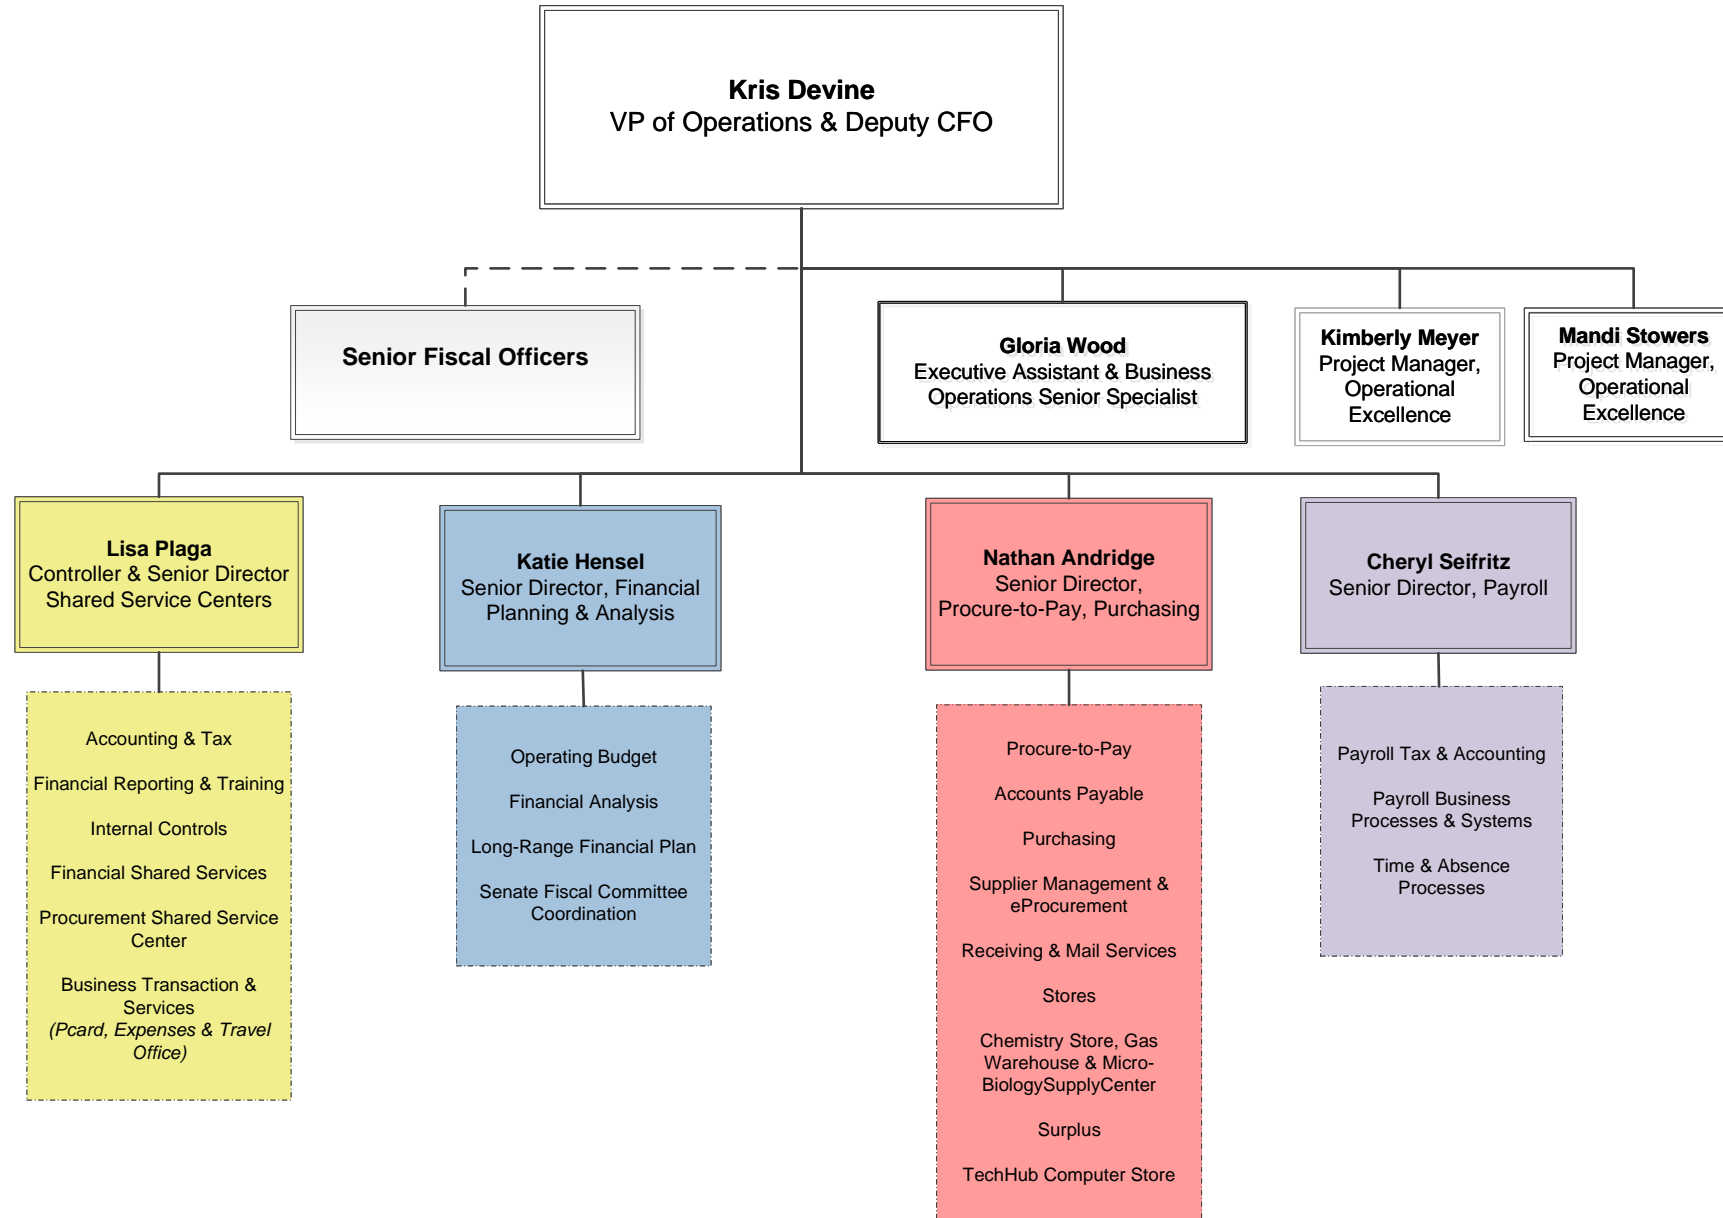 Kris Devine
VP of Operations & Deputy CFO
Senior Fiscal Officers
Gloria Wood
Executive Assistant & Business
Operations Senior Specialist
Kimberly Meyer
Project Manager,
Operational
Excellence
Mandi Stowers
Project Manager,
Operational
Excellence
Lisa Plaga
Controller & Senior Director
Shared Service Centers
Katie Hensel
Senior Director, Financial
Planning & Analysis
Nathan Andridge
Senior Director,
Procure-to-Pay, Purchasing
Cheryl Seifritz
Senior Director, Payroll
Accounting & Tax
Financial Reporting & Training
Internal Controls
Financial Shared Services
Procurement Shared Service
Center
Business Transaction &
Services
(Pcard, Expenses & Travel
Office)
Operating Budget
Financial Analysis
Long-Range Financial Plan
Senate Fiscal Committee
Coordination
Procure-to-Pay
Accounts Payable
Purchasing
Supplier Management &
eProcurement
Receiving & Mail Services
Stores
Chemistry Store, Gas
Warehouse & Micro-
BiologySupplyCenter
Surplus
TechHub Computer Store
Payroll Tax & Accounting
Payroll Business
Processes & Systems
Time & Absence
Processes